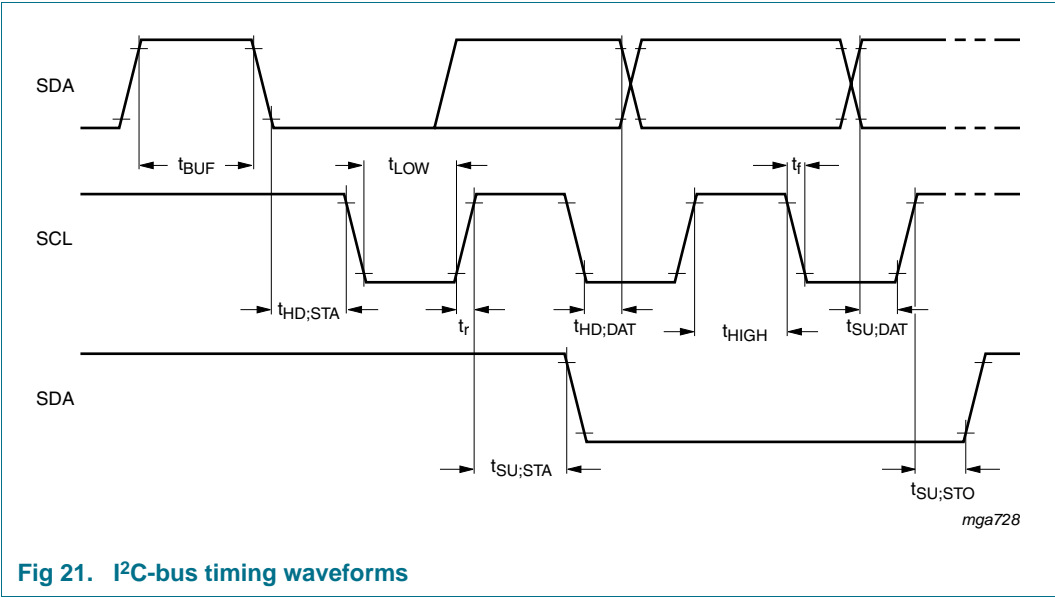 SDA
tBUF
tLOW
tf
SCL
tHD;STA
tr
tHD;DAT
tHIGH
tSU;DAT
SDA
tSU;STA
tSU;STO
mga728
Fig 21. I2C-bus timing waveforms